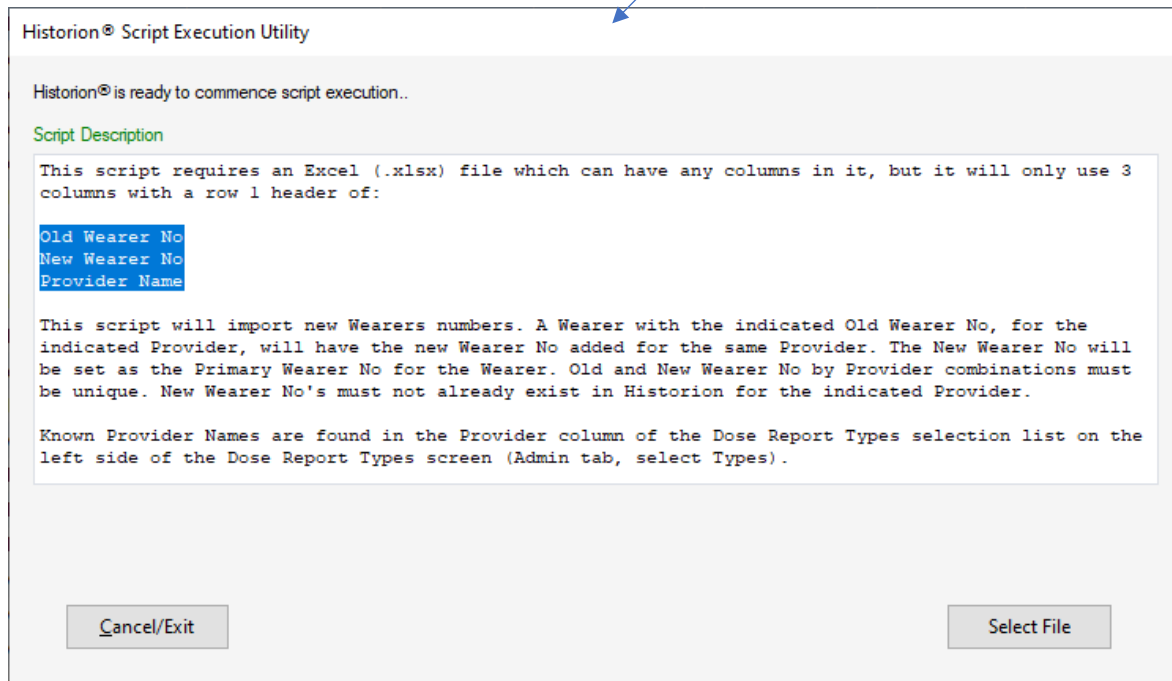 Historion® Script Execution Utility
Historion® is ready to commence script execution..
Script Description
This script requires an Excel (.xlsx) file which can have any columns in it, but it will only use 3
columns with a row 1 header of:
Old Wearer No
New Wearer No
Provider Name
This script will import new Wearers numbers. A Wearer with the indicated Old Wearer No, for the
indicated Provider, will have the new Wearer No added for the same Provider. The New Wearer No will
be set as the Primary Wearer No for the Wearer. Old and New Wearer No by Provider combinations must
be unique. New Wearer No's must not already exist in Historion for the indicated Provider.
Known Provider Names are found in the Provider column of the Dose Report Types selection list on the
left side of the Dose Report Types screen (Admin tab, select Types).
Cancel/Exit
Select File